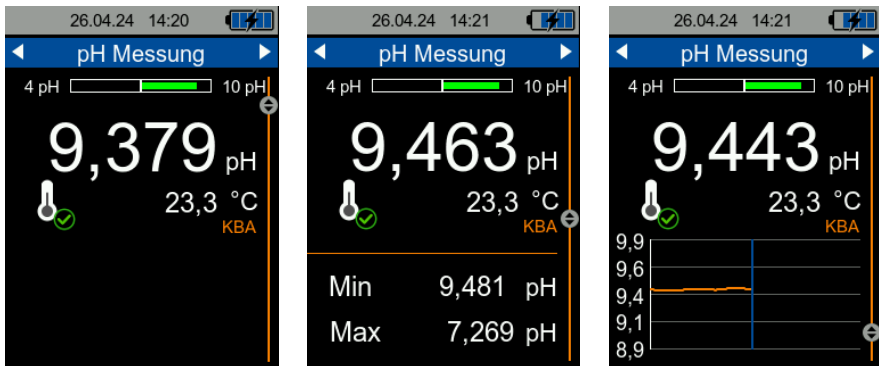 26.04.24 14:20
pH Messung
4 pH 10 pH
9,379 pH
23,3 °C
KBA
26.04.24 14:21
pH Messung
4 pH 10 pH
9,463 pH
23,3 °C
KBA
Min 9,481 pH
Max 7,269 pH
26.04.24 14:21
pH Messung
4 pH 10 pH
9,443 pH
23,3 °C
KBA
9,9
9,6
9,4
9,1
8,9